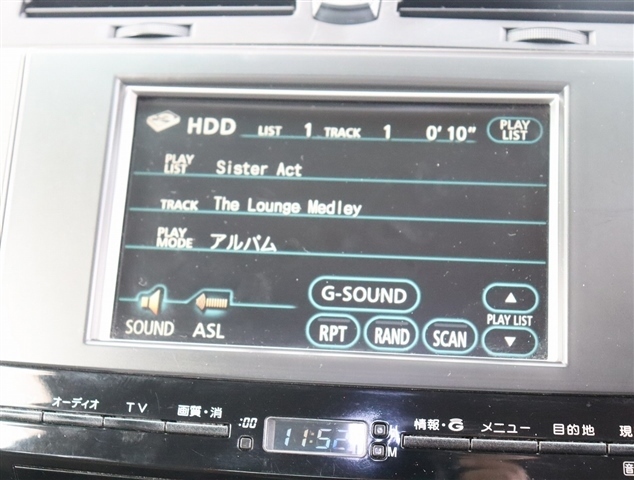 HDD LIST 1 TRACK 1 0'10" PLAY LIST
PLAY LIST Sister Act
TRACK The Lounge Medley
PLAY MODE アルバム
G-SOUND
SOUND ASL RPT RAND SCAN PLAY LIST
オーディオ TV 画質・消 :00 11:52 H 情報・G メニュー 目的地 現
M
音